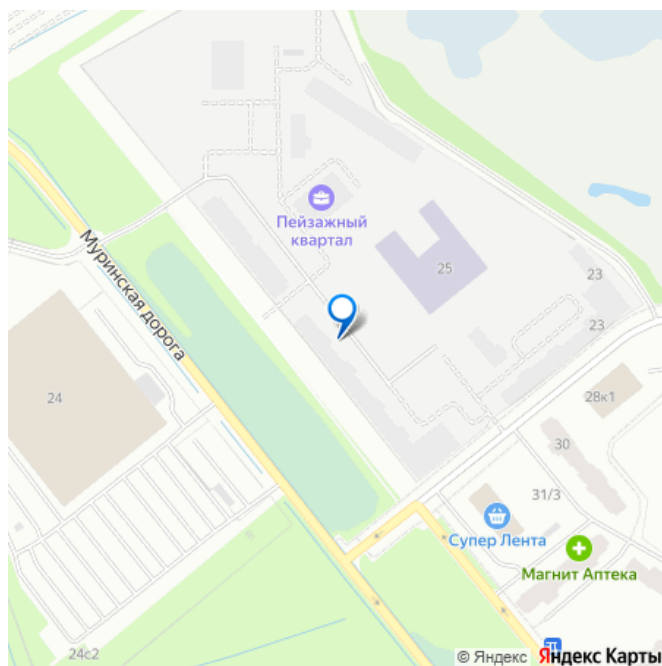 Пейзажный
квартал
25
23
Муринская дорога
23
24
28к1
30
31/3
Супер Лента
Магнит Аптека
24с2
© Яндекс Яндекс Карты